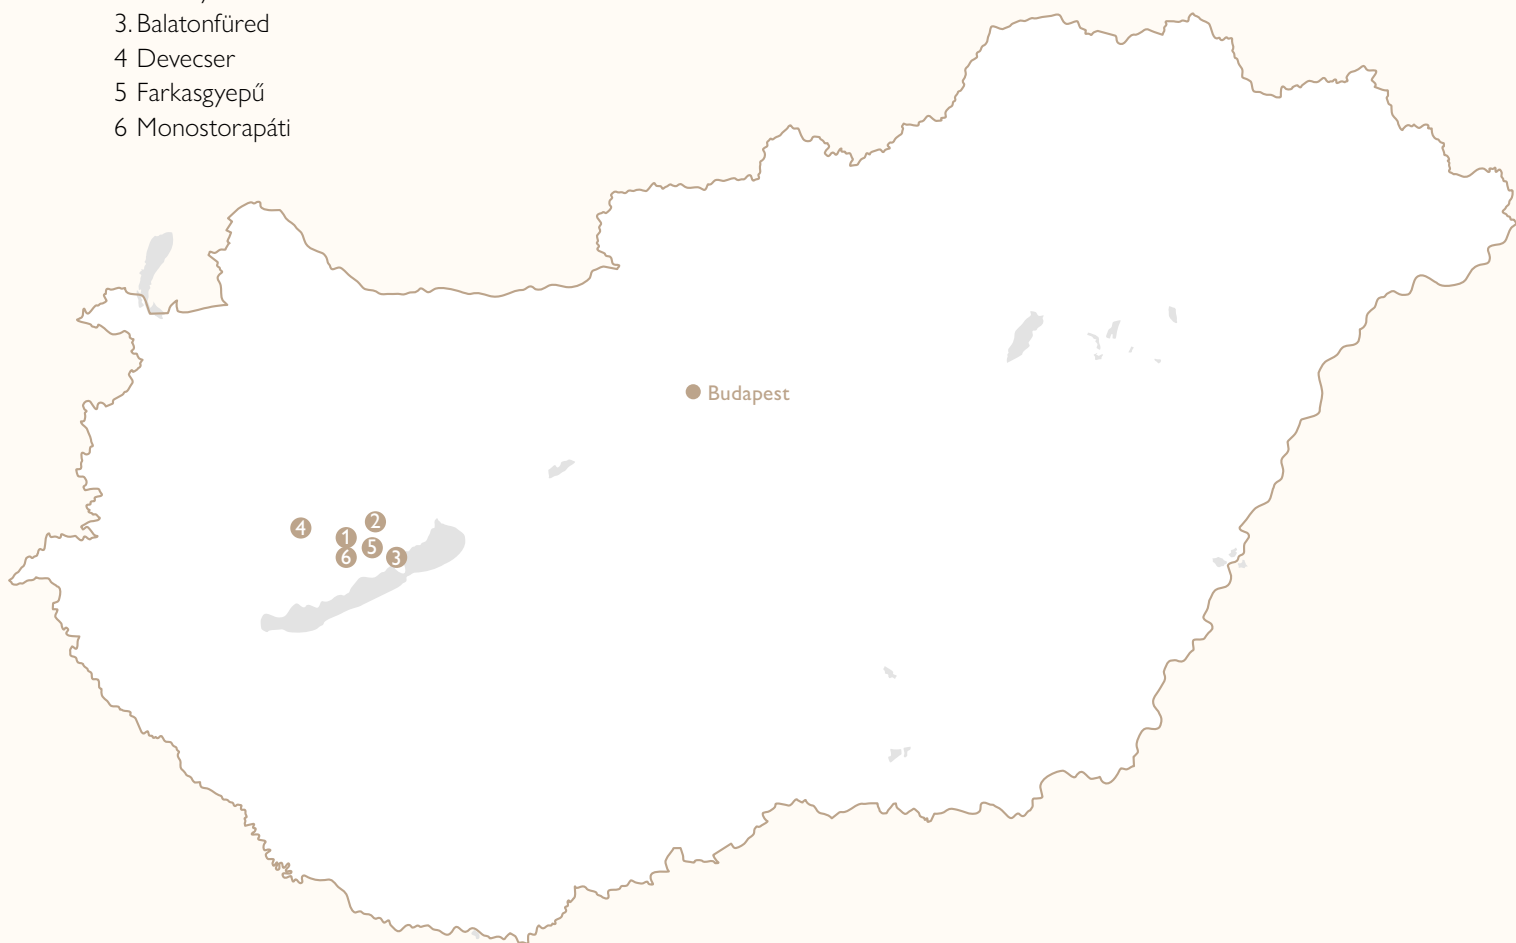 3. Balatonfüred
4 Devecser
5 Farkasgyepű
6 Monostorapáti
Budapest
4
2
1
5
6
3